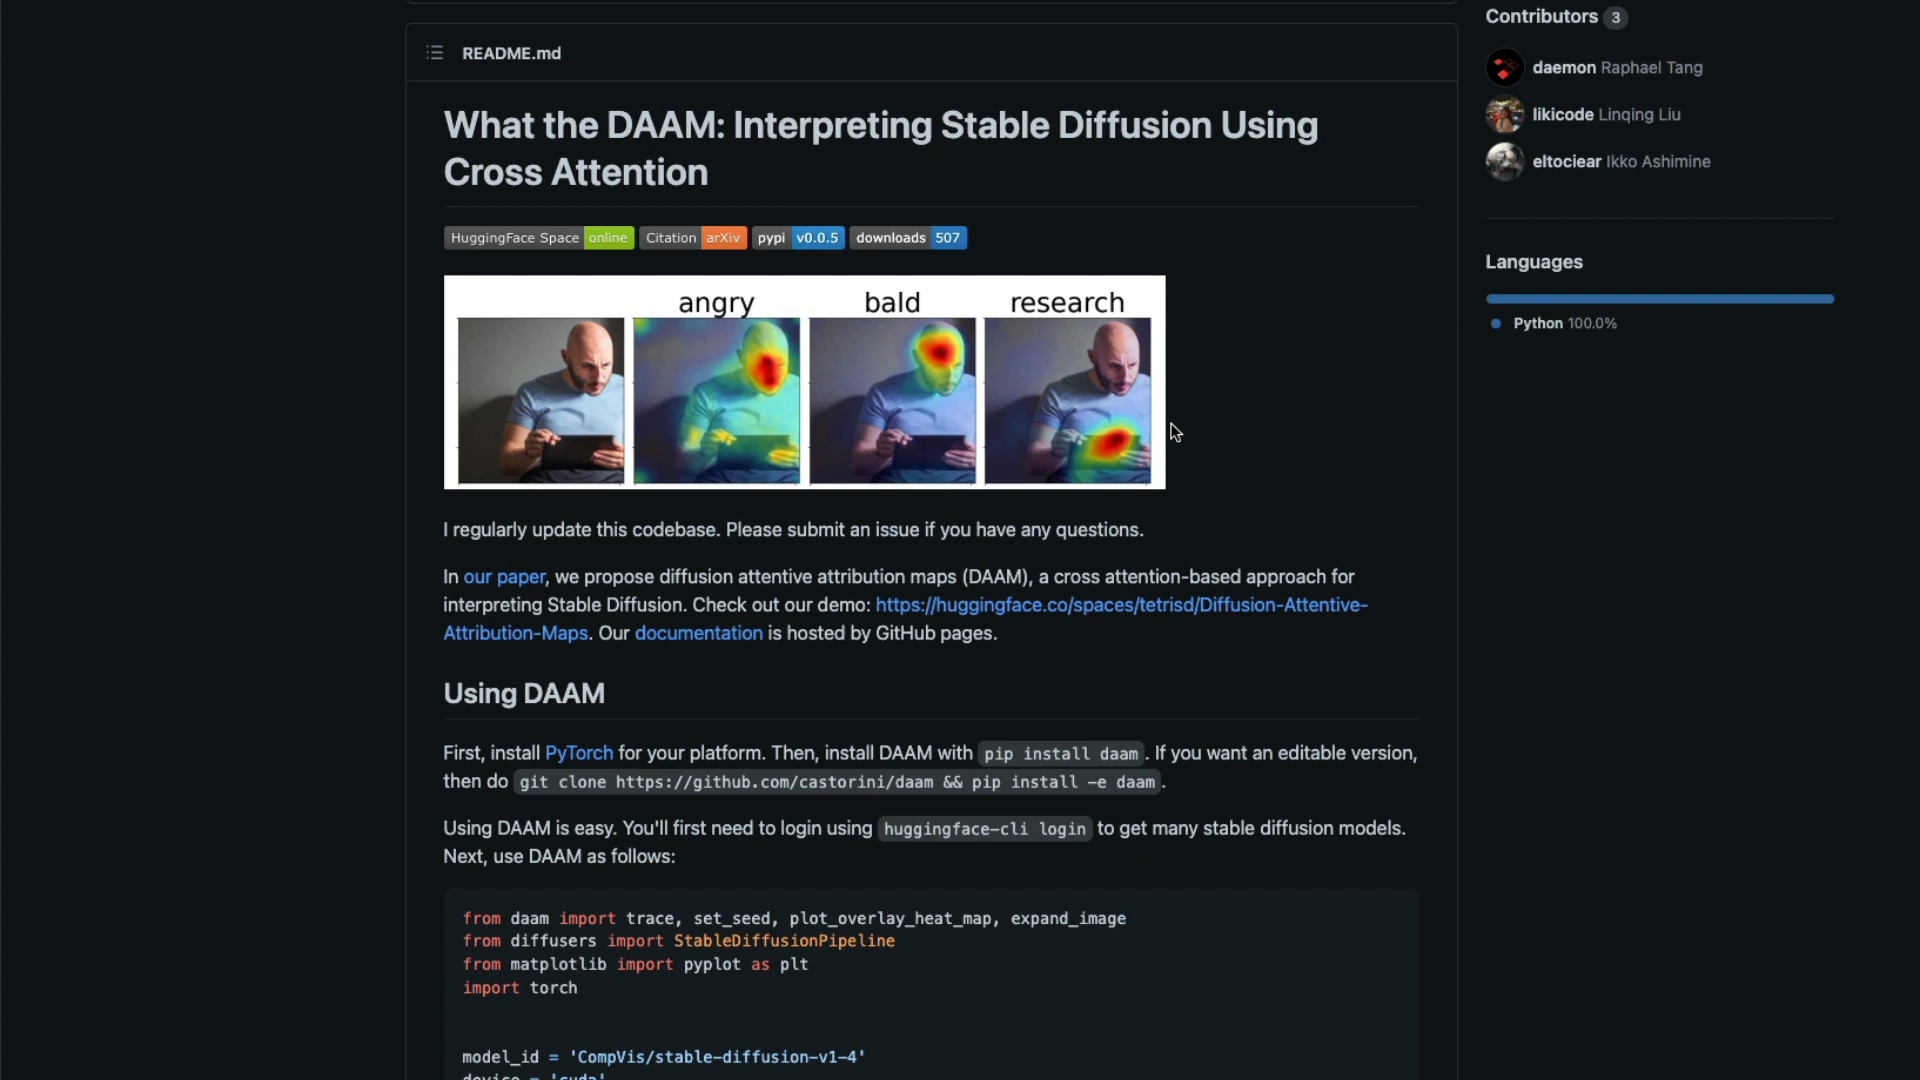 README.md
What the DAAM: Interpreting Stable Diffusion Using
Cross Attention
HuggingFace Space online Citation arXiv pypi v0.0.5 downloads 507
angry bald research
I regularly update this codebase. Please submit an issue if you have any questions.
In our paper, we propose diffusion attentive attribution maps (DAAM), a cross attention-based approach for
interpreting Stable Diffusion. Check out our demo: https://huggingface.co/spaces/tetrisd/Diffusion-Attentive-
Attribution-Maps. Our documentation is hosted by GitHub pages.
Using DAAM
First, install PyTorch for your platform. Then, install DAAM with pip install daam. If you want an editable version,
then do git clone https://github.com/castorini/daam && pip install -e daam.
Using DAAM is easy. You'll first need to login using huggingface-cli login to get many stable diffusion models.
Next, use DAAM as follows:
from daam import trace, set_seed, plot_overlay_heat_map, expand_image
from diffusers import StableDiffusionPipeline
from matplotlib import pyplot as plt
import torch
model_id = 'CompVis/stable-diffusion-v1-4'
device = 'cuda'
Contributors 3
daemon Raphael Tang
likicode Linqing Liu
eltociear Ikko Ashimine
Languages
Python 100.0%